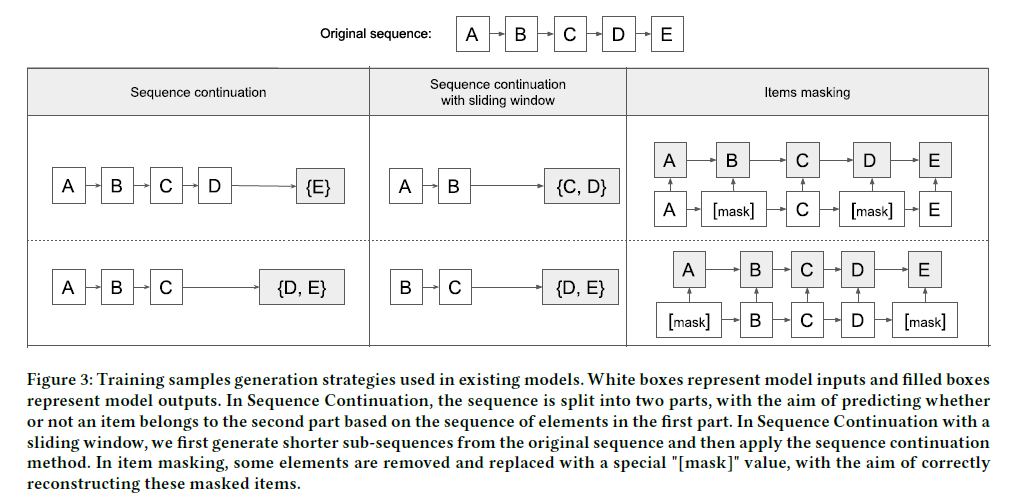 Original sequence: A B C D E
Sequence continuation
Sequence continuation
with sliding window
Items masking
A B C D {E}
A B {C, D}
A B C D E
A [mask] C [mask] E
A B C {D, E}
B C {D, E}
A B C D E
[mask] B C D [mask]
Figure 3: Training samples generation strategies used in existing models. White boxes represent model inputs and filled boxes
represent model outputs. In Sequence Continuation, the sequence is split into two parts, with the aim of predicting whether
or not an item belongs to the second part based on the sequence of elements in the first part. In Sequence Continuation with a
sliding window, we first generate shorter sub-sequences from the original sequence and then apply the sequence continuation
method. In item masking, some elements are removed and replaced with a special "[mask]" value, with the aim of correctly
reconstructing these masked items.